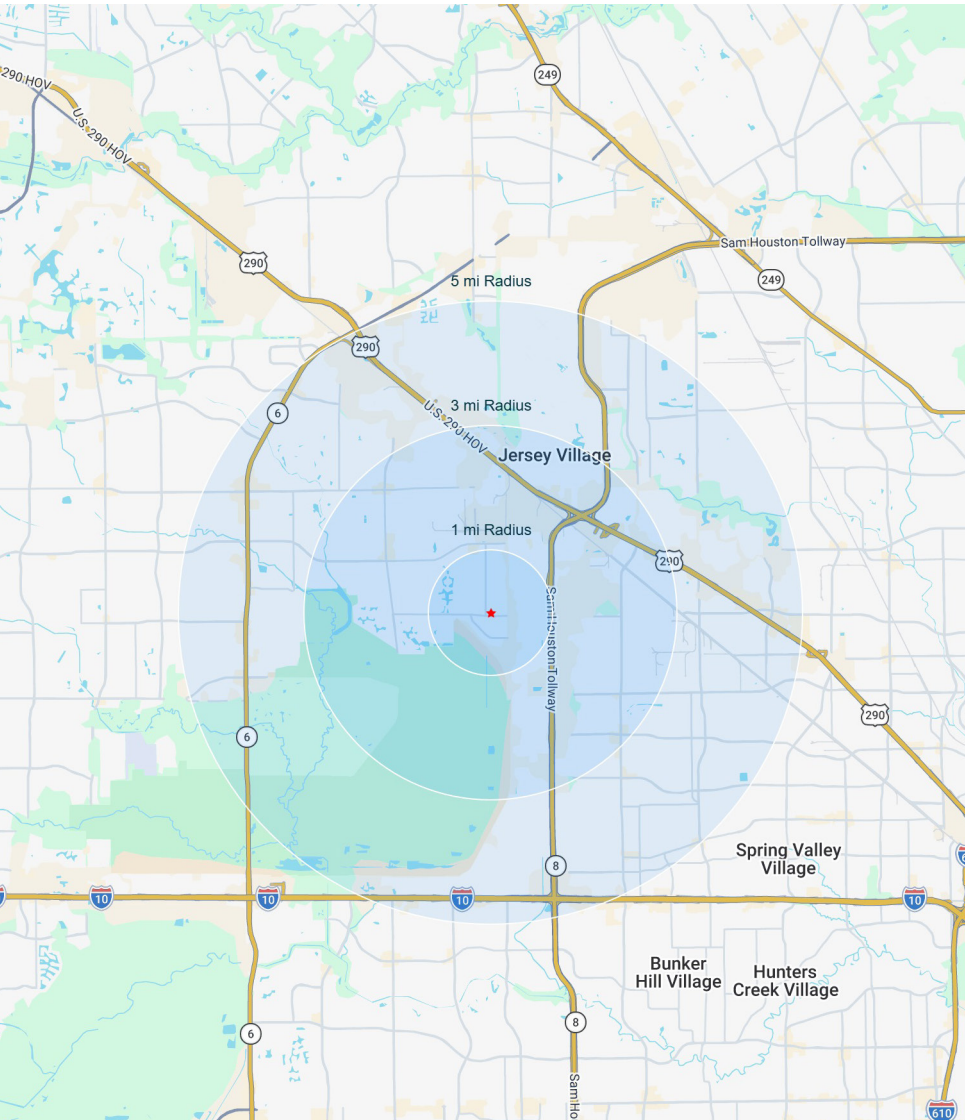 290 HOV
U.S. 290 HOV
249
Sam Houston Tollway
290
249
5 mi Radius
290
3 mi Radius
6
U.S. 290 HOV
Jersey Village
1 mi Radius
290
Sam Houston Tollway
290
6
Spring Valley
Village
8
10
10
10
10
Bunker
Hill Village
Hunters
Creek Village
8
6
Sam Ho
610